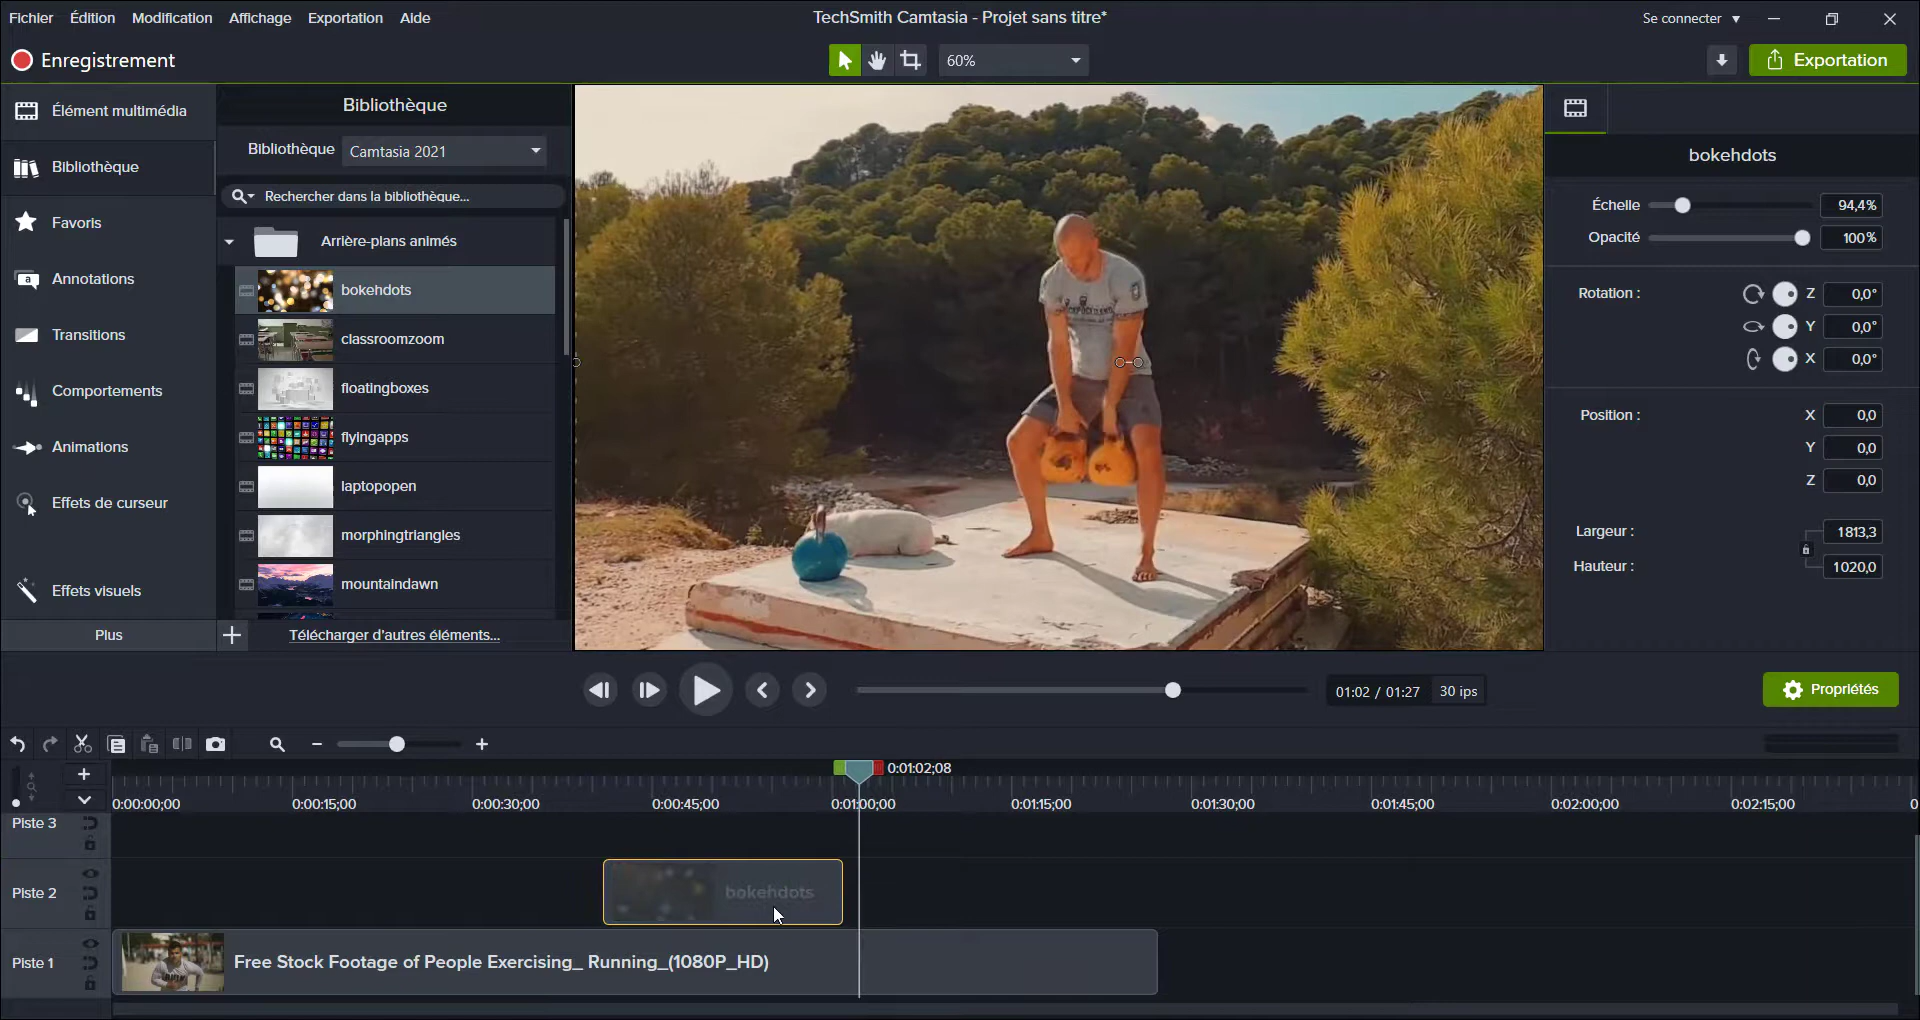 Fichier Édition Modification Affichage Exportation Aide
TechSmith Camtasia - Projet sans titre*
Se connecter
Enregistrement
60%
Exportation
Élément multimédia
Bibliothèque
Favoris
Annotations
Transitions
Comportements
Animations
Effets de curseur
Effets visuels
Plus
Bibliothèque
Bibliothèque Camtasia 2021
Rechercher dans la bibliothèque...
Arrière-plans animés
bokehdots
classroomzoom
floatingboxes
flyingapps
laptopopen
morphingtriangles
mountaindawn
Télécharger d'autres éléments...
bokehdots
Échelle 94,4%
Opacité 100%
Rotation : Z 0,0°
Y 0,0°
X 0,0°
Position : X 0,0
Y 0,0
Z 0,0
Largeur : 1813,3
Hauteur : 1020,0
01:02 / 01:27 30 ips
Propriétés
0:01:02;08
0:00:00;00 0:00:15;00 0:00:30;00 0:00:45;00 0:01:00;00 0:01:15;00 0:01:30;00 0:01:45;00 0:02:00;00 0:02:15;00 0
Piste 3
Piste 2
bokehdots
Piste 1
Free Stock Footage of People Exercising_ Running_(1080P_HD)